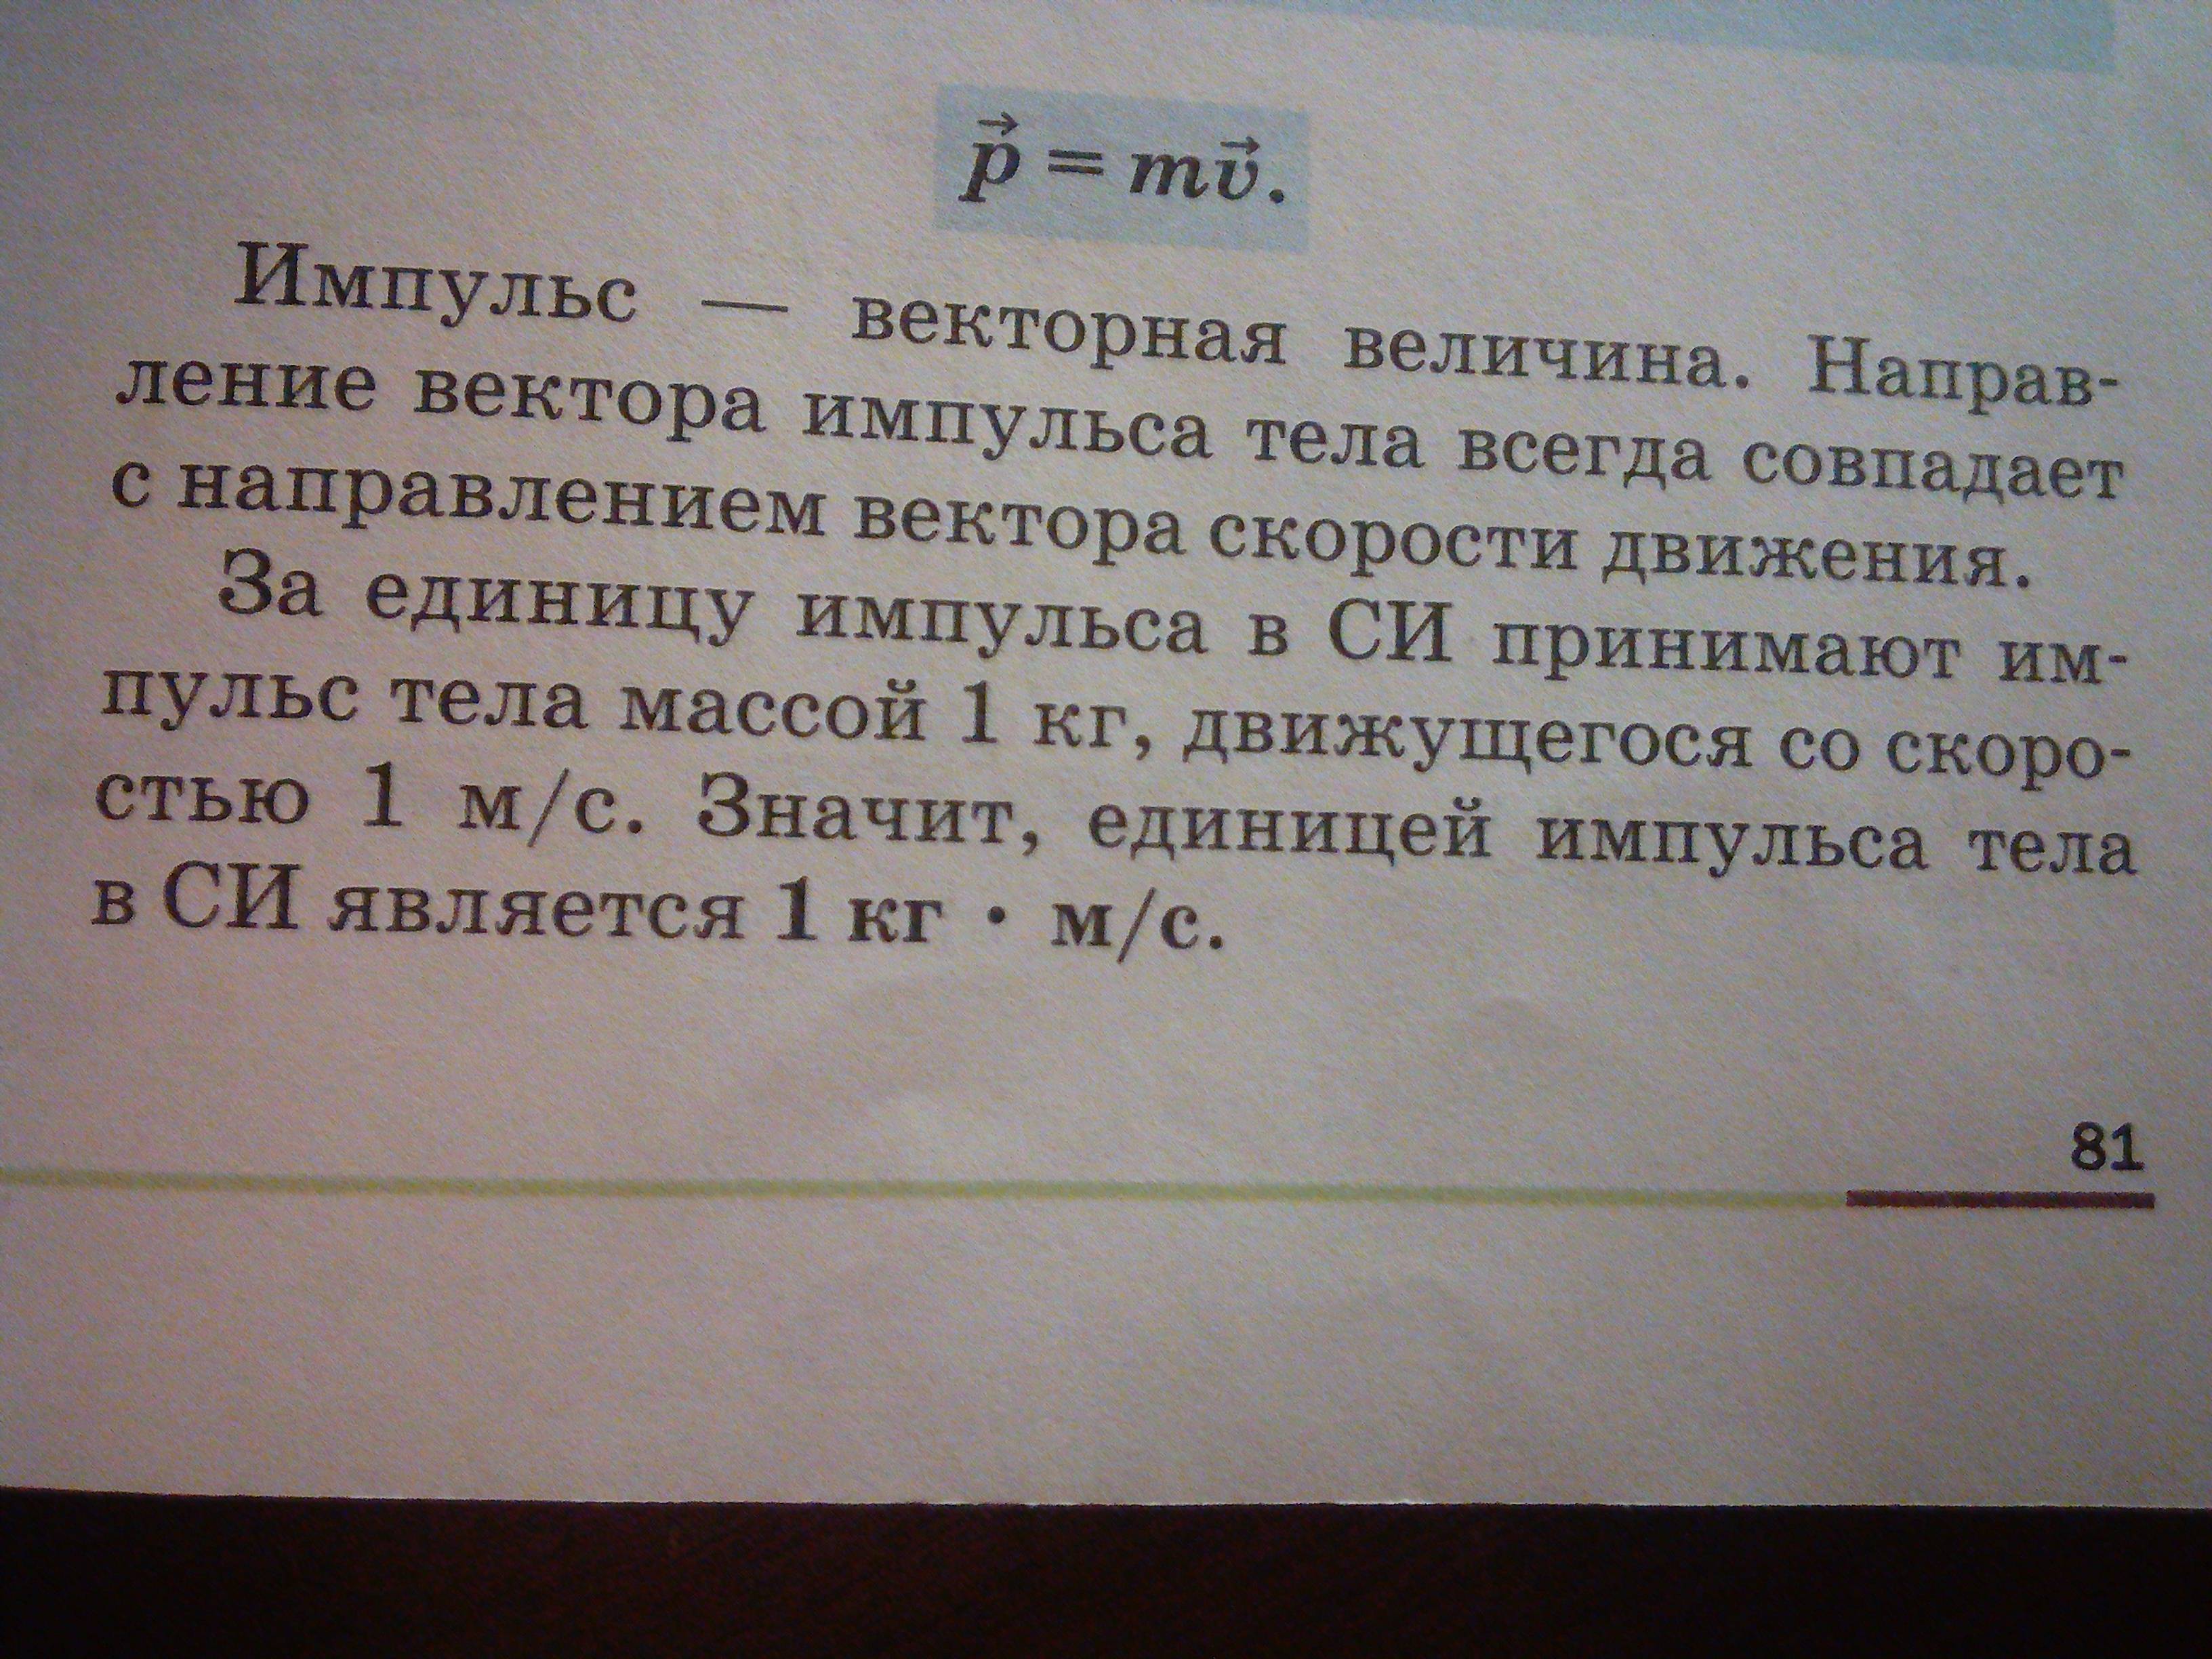 p⃗ = mv⃗.
Импульс — векторная величина. Направ-
ление вектора импульса тела всегда совпадает
с направлением вектора скорости движения.
За единицу импульса в СИ принимают им-
пульс тела массой 1 кг, движущегося со скоро-
стью 1 м/с. Значит, единицей импульса тела
в СИ является 1 кг · м/с.
81